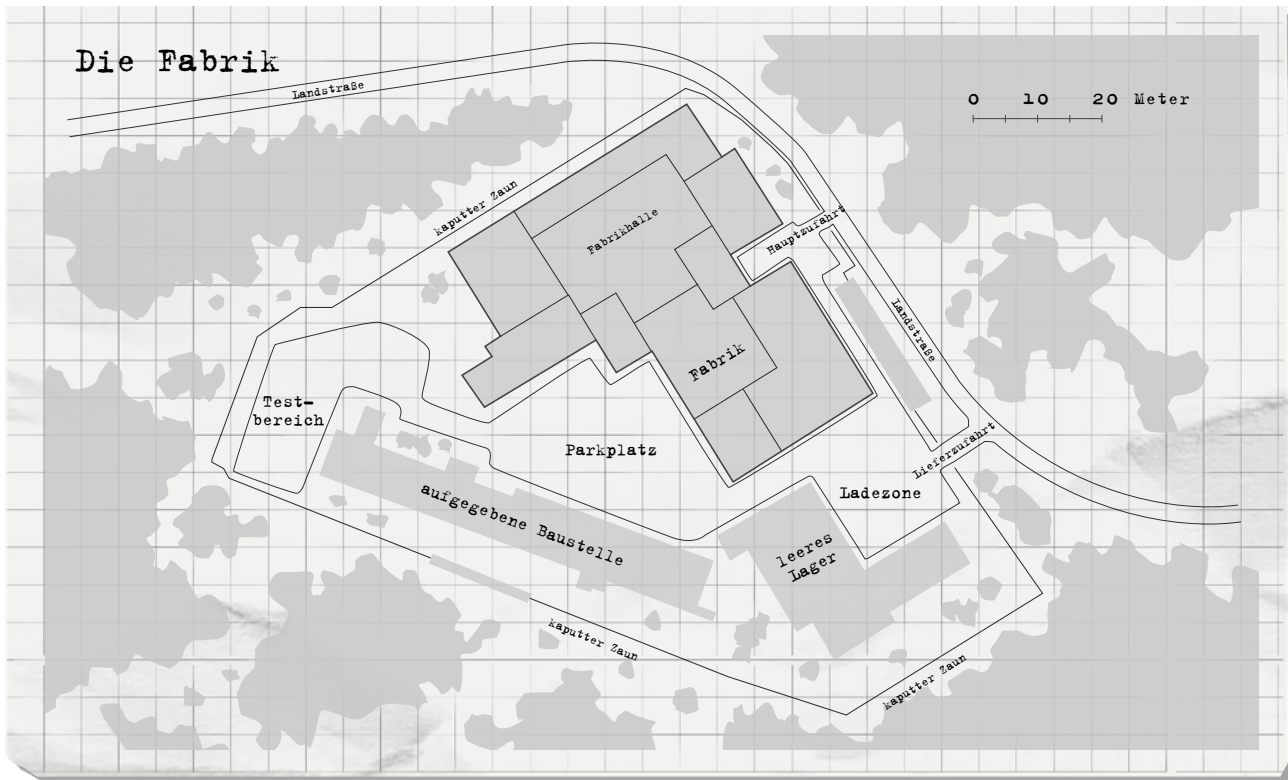 Die Fabrik
Landstraße
0 10 20 Meter
kaputter Zaun
Fabrikhalle
Hauptzufahrt
Landstraße
Fabrik
Test-
bereich
Parkplatz
Lieferzufahrt
Ladezone
aufgegebene Baustelle
leeres
Lager
kaputter Zaun
kaputter Zaun